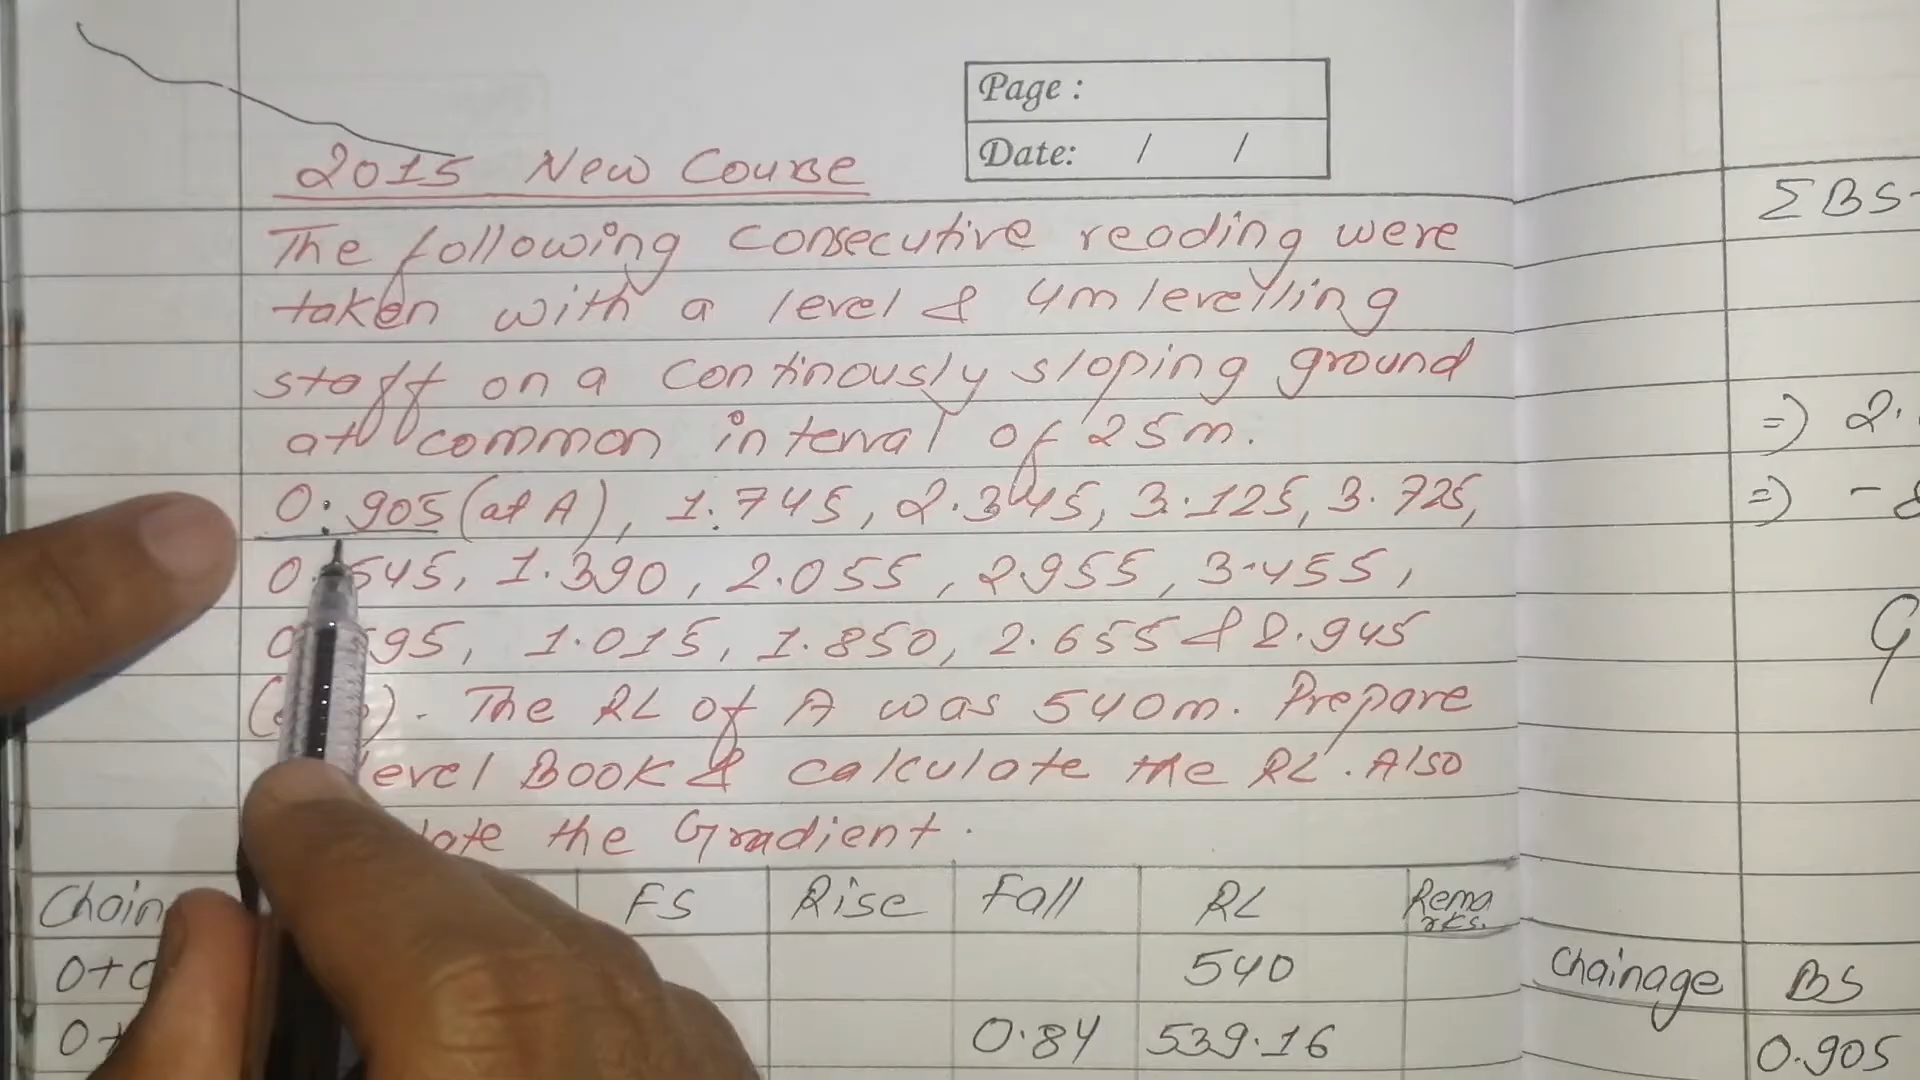 Page :
Date: / /
2015 New Course
The following consecutive reading were
taken with a level & 4m levelling
staff on a continously sloping ground
at common interval of 25m.
0.905 (at A), 1.745, 2.345, 3.125, 3.725,
545, 1.390, 2.055, 2.955, 3.455,
595, 1.015, 1.850, 2.655 & 2.945
The RL of A was 540m. Prepare
level Book & calculate the RL. Also
the Gradient.
Chain FS Rise Fall RL Remarks.
540
0.84 539.16
ΣBS-
=) 2.
=) -
Chainage BS
0.905